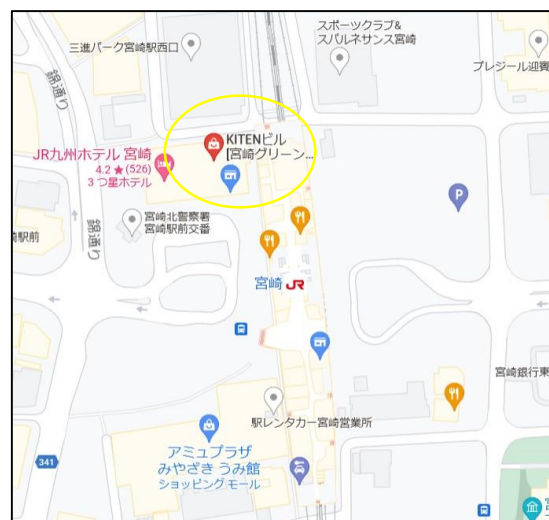 スポーツクラブ&
スパルネサンス宮崎
三進パーク宮崎駅西口
プレジール迎賓
錦通り
KITENビル
[宮崎グリーン...
JR九州ホテル 宮崎
4.2 ★ (526)
3 つ星ホテル
宮崎北警察署
宮崎駅前交番
錦通り
崎駅前
P
宮崎 JR
宮崎銀行東
駅レンタカー宮崎営業所
アミュプラザ
みやざき うみ館
ショッピング モール
341